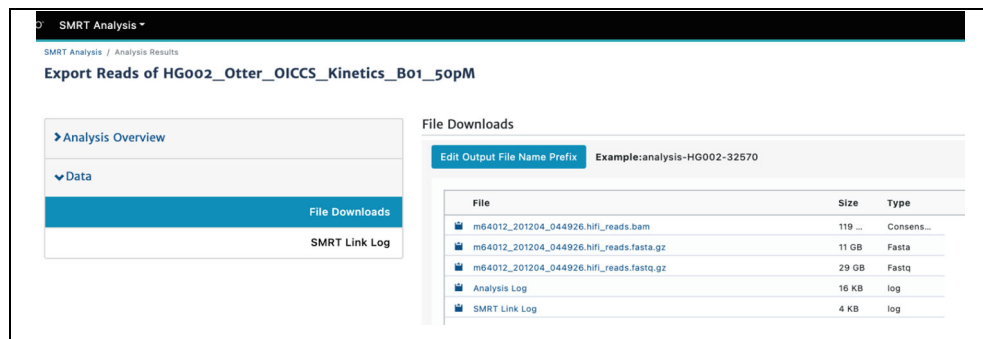 SMRT Analysis
SMRT Analysis / Analysis Results
Export Reads of HG002_Otter_OICCS_Kinetics_B01_50pM
Analysis Overview
Data
File Downloads
SMRT Link Log
File Downloads
Edit Output File Name Prefix Example:analysis-HG002-32570
File Size Type
m64012_201204_044926.hifi_reads.bam 119 ... Consens...
m64012_201204_044926.hifi_reads.fasta.gz 11 GB Fasta
m64012_201204_044926.hifi_reads.fastq.gz 29 GB Fastq
Analysis Log 16 KB log
SMRT Link Log 4 KB log